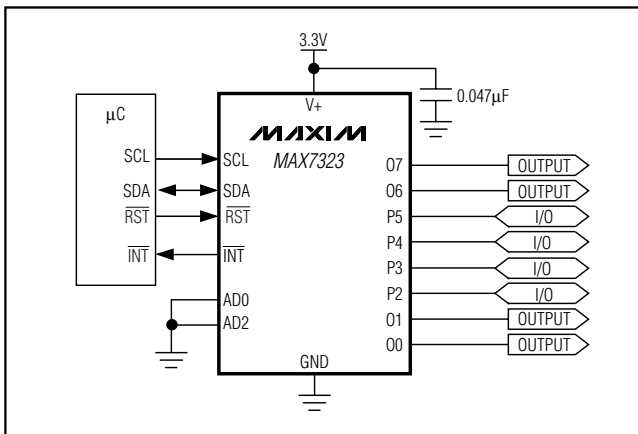 3.3V
0.047μF
V+
μC
MAXIM
MAX7323
SCL
SCL
SDA
SDA
RST
RST
INT
INT
AD0
AD2
GND
O7
OUTPUT
O6
OUTPUT
P5
I/O
P4
I/O
P3
I/O
P2
I/O
O1
OUTPUT
O0
OUTPUT